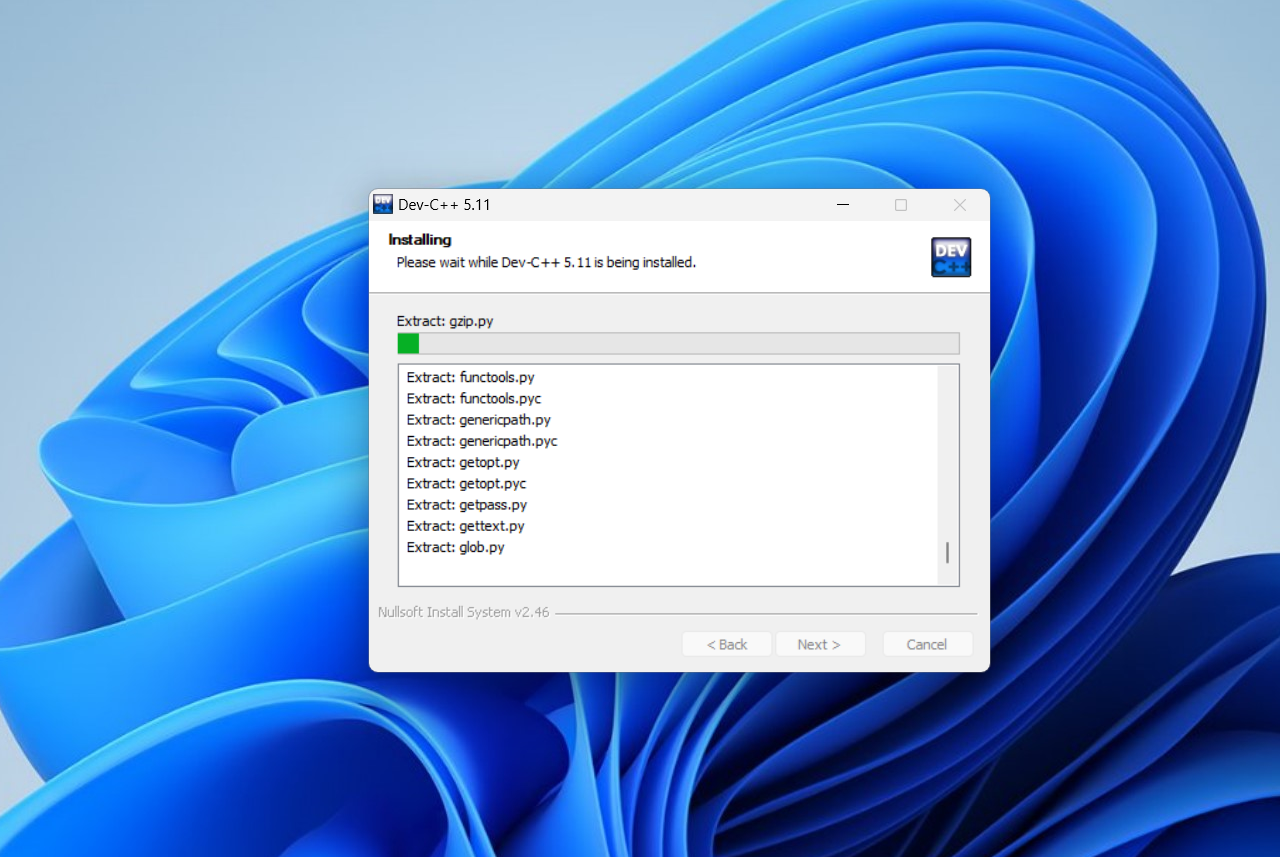 Dev-C++ 5.11
Installing
Please wait while Dev-C++ 5.11 is being installed.
DEV
C++
Extract: gzip.py
Extract: functools.py
Extract: functools.pyc
Extract: genericpath.py
Extract: genericpath.pyc
Extract: getopt.py
Extract: getopt.pyc
Extract: getpass.py
Extract: gettext.py
Extract: glob.py
Nullsoft Install System v2.46
< Back
Next >
Cancel